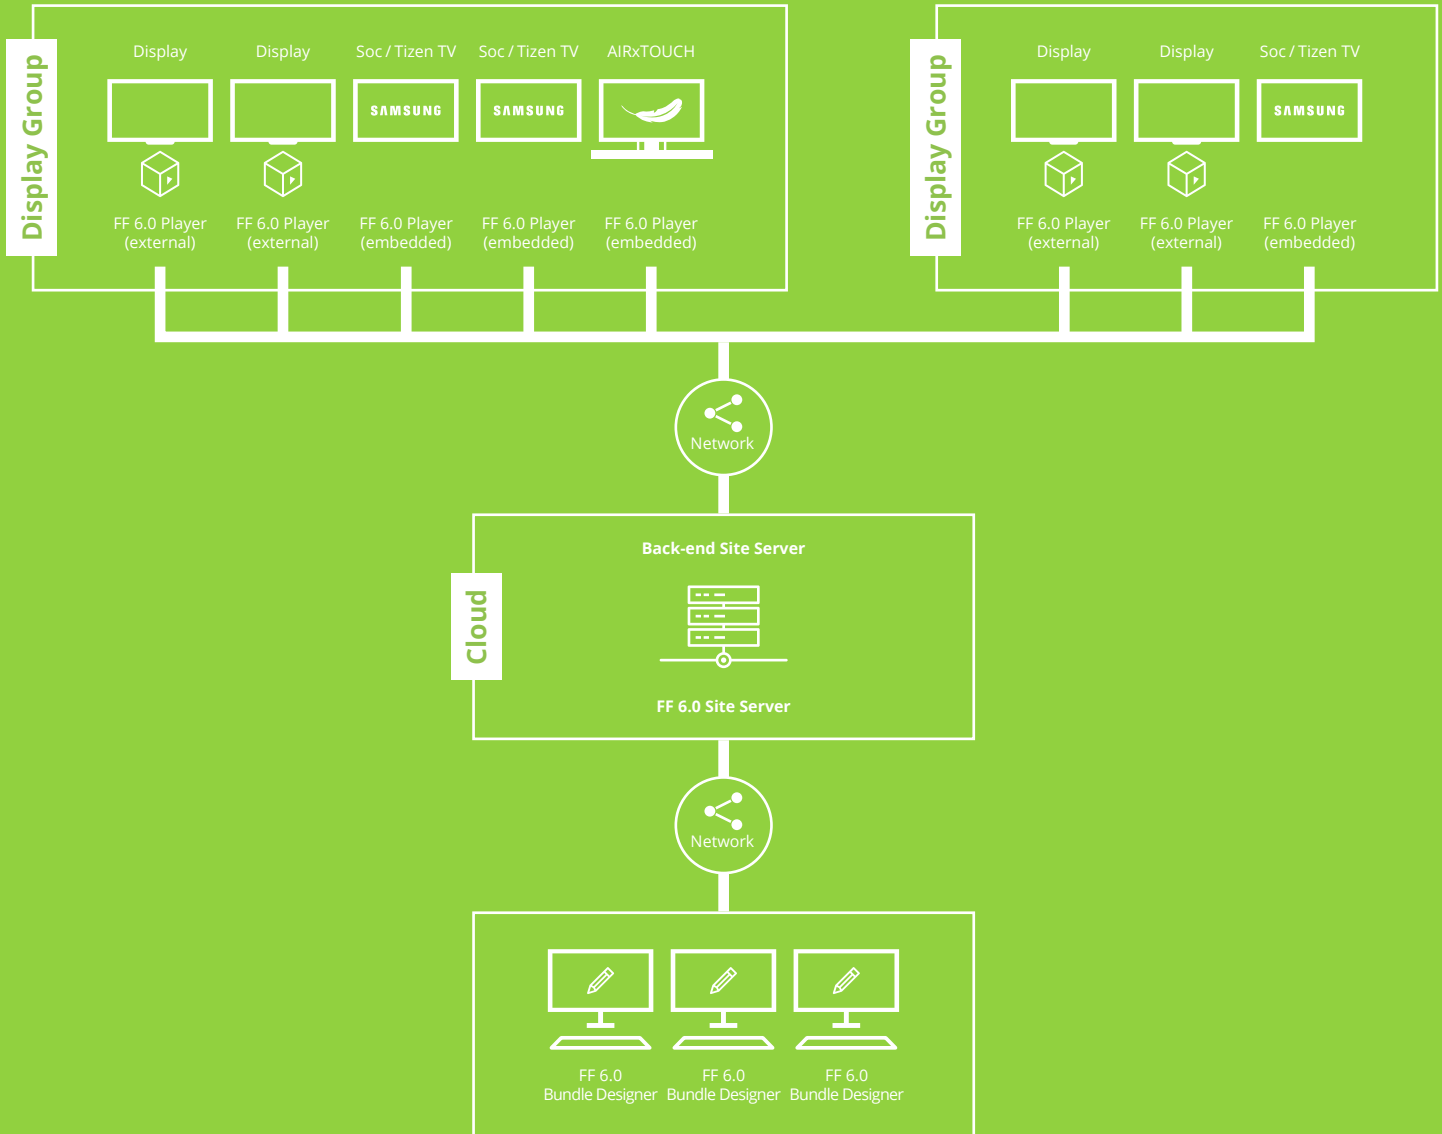 Display Group
Display
Display
Soc / Tizen TV
Soc / Tizen TV
AIRxTOUCH
SAMSUNG
SAMSUNG
FF 6.0 Player
(external)
FF 6.0 Player
(external)
FF 6.0 Player
(embedded)
FF 6.0 Player
(embedded)
FF 6.0 Player
(embedded)
Display Group
Display
Display
Soc / Tizen TV
SAMSUNG
FF 6.0 Player
(external)
FF 6.0 Player
(external)
FF 6.0 Player
(embedded)
Network
Cloud
Back-end Site Server
FF 6.0 Site Server
Network
FF 6.0
Bundle Designer
FF 6.0
Bundle Designer
FF 6.0
Bundle Designer